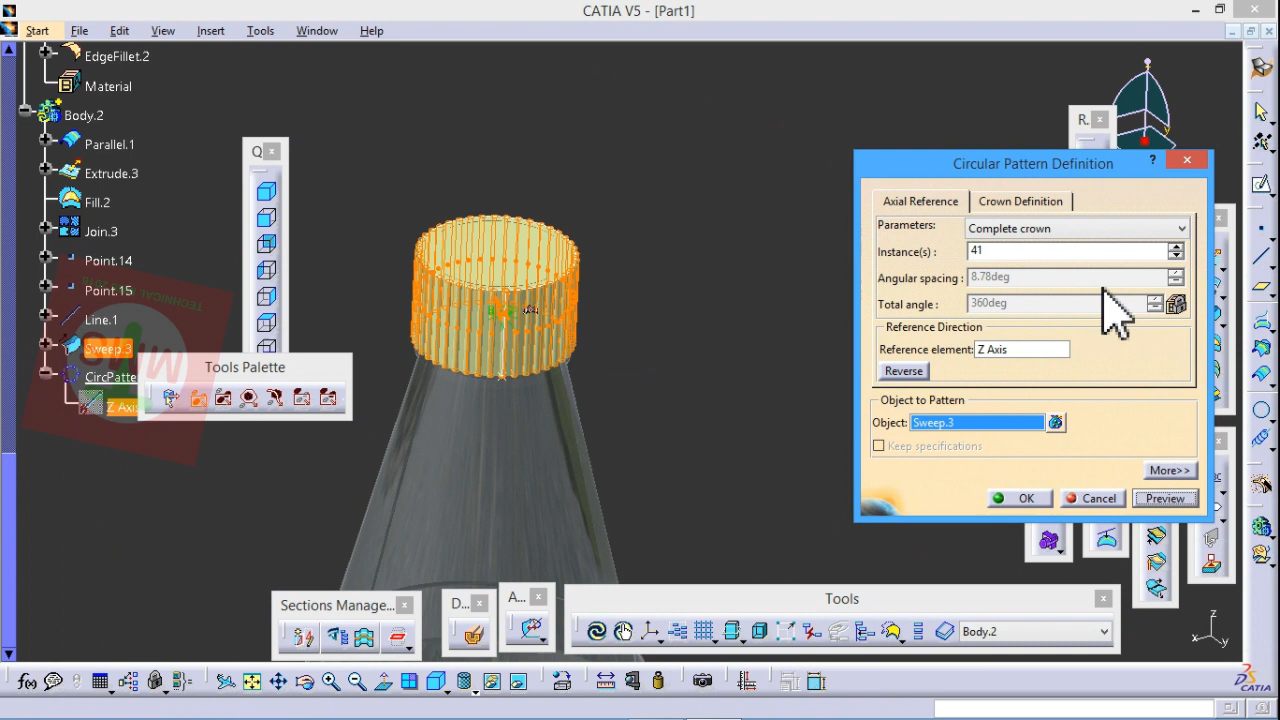 CATIA V5 - [Part1]
Start File Edit View Insert Tools Window Help
EdgeFillet.2
Material
Body.2
Parallel.1
Extrude.3
Fill.2
Join.3
Point.14
Point.15
Line.1
Sweep.3
CircPatte
Z Axis
Q
R.
Tools Palette
Circular Pattern Definition
?
Axial Reference
Crown Definition
Parameters:
Complete crown
Instance(s) :
41
Angular spacing :
8.78deg
Total angle :
360deg
Reference Direction
Reference element:
Z Axis
Reverse
Object to Pattern
Object:
Sweep.3
Keep specifications
More>>
OK
Cancel
Preview
Sections Manage...
D...
A...
Tools
Body.2
z
x
y
f(x)
CATIA